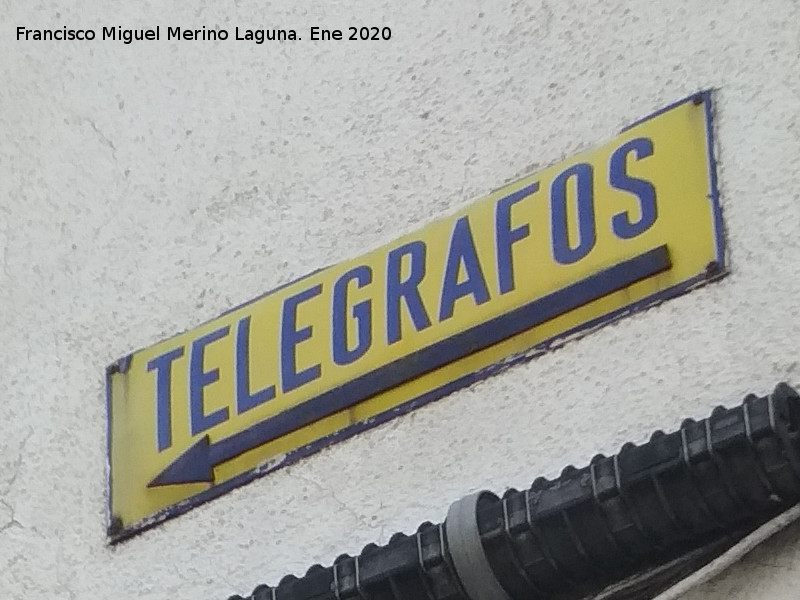 Francisco Miguel Merino Laguna. Ene 2020
TELEGRAFOS